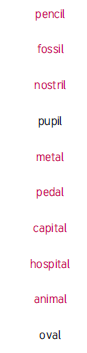 pencil
fossil
nostril
pupil
metal
pedal
capital
hospital
animal
oval